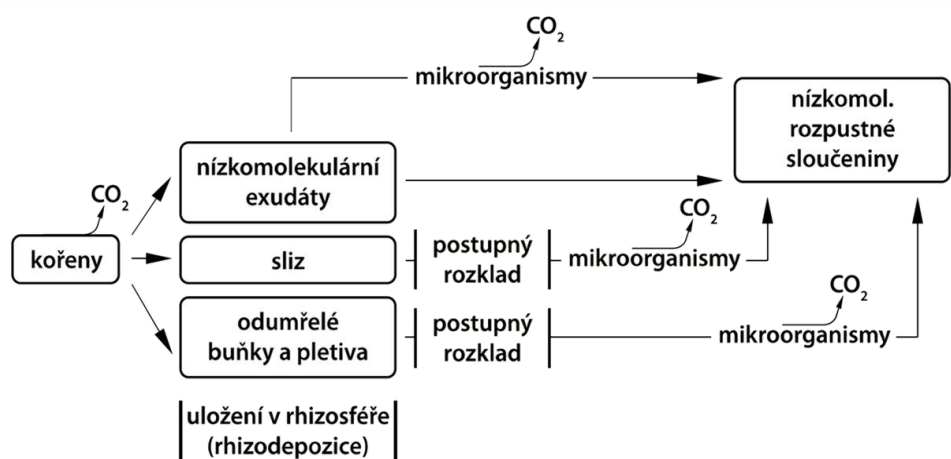 CO2
mikroorganismy
nízkomol.
rozpustné
sloučeniny
nízkomolekulární
exudáty
CO2
kořeny
sliz
postupný
rozklad
CO2
mikroorganismy
odumřelé
buňky a pletiva
postupný
rozklad
CO2
mikroorganismy
uložení v rhizosféře
(rhizodepozice)